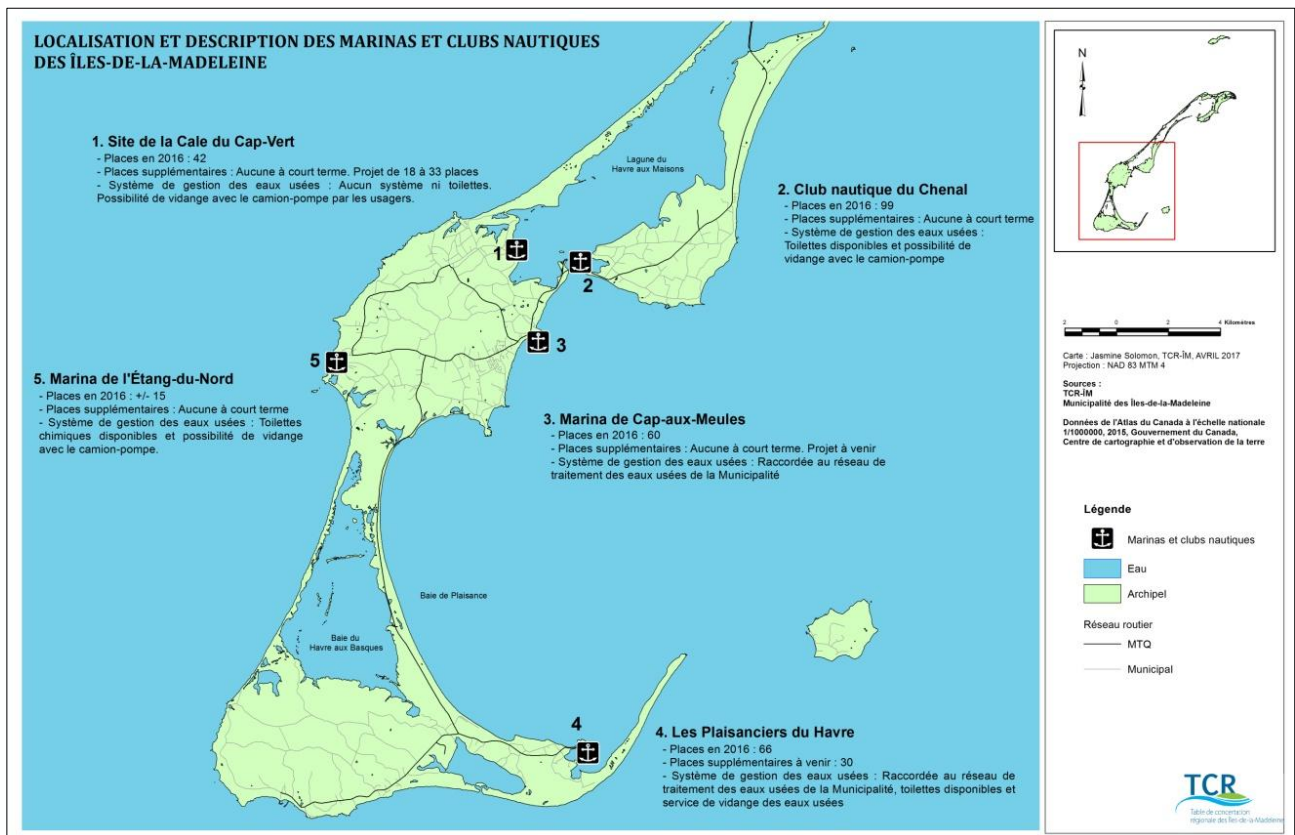 LOCALISATION ET DESCRIPTION DES MARINAS ET CLUBS NAUTIQUES
DES ÎLES-DE-LA-MADELEINE
1. Site de la Cale du Cap-Vert
- Places en 2016 : 42
- Places supplémentaires : Aucune à court terme. Projet de 18 à 33 places
- Système de gestion des eaux usées : Aucun système ni toilettes.
Possibilité de vidange avec le camion-pompe par les usagers.
Lagune du
Havre aux Maisons
2. Club nautique du Chenal
- Places en 2016 : 99
- Places supplémentaires : Aucune à court terme
- Système de gestion des eaux usées :
Toilettes disponibles et possibilité de
vidange avec le camion-pompe
1
2
3
5
5. Marina de l'Étang-du-Nord
- Places en 2016 : +/- 15
- Places supplémentaires : Aucune à court terme
- Système de gestion des eaux usées : Toilettes
chimiques disponibles et possibilité de vidange
avec le camion-pompe.
3. Marina de Cap-aux-Meules
- Places en 2016 : 60
- Places supplémentaires : Aucune à court terme. Projet à venir
- Système de gestion des eaux usées : Raccordée au réseau de
traitement des eaux usées de la Municipalité
Baie de Plaisance
Baie du
Havre aux Basques
4
4. Les Plaisanciers du Havre
- Places en 2016 : 66
- Places supplémentaires à venir : 30
- Système de gestion des eaux usées : Raccordée au réseau de
traitement des eaux usées de la Municipalité, toilettes disponibles et
service de vidange des eaux usées
N
2 0 2 4 Kilomètres
Carte : Jasmine Solomon, TCR-ÎM, AVRIL 2017
Projection : NAD 83 MTM 4
Sources :
TCR-ÎM
Municipalité des Îles-de-la-Madeleine
Données de l'Atlas du Canada à l'échelle nationale
1/1000000, 2015, Gouvernement du Canada,
Centre de cartographie et d'observation de la terre
Légende
Marinas et clubs nautiques
Eau
Archipel
Réseau routier
MTQ
Municipal
TCR
Table de concertation
régionale des Îles-de-la-Madeleine